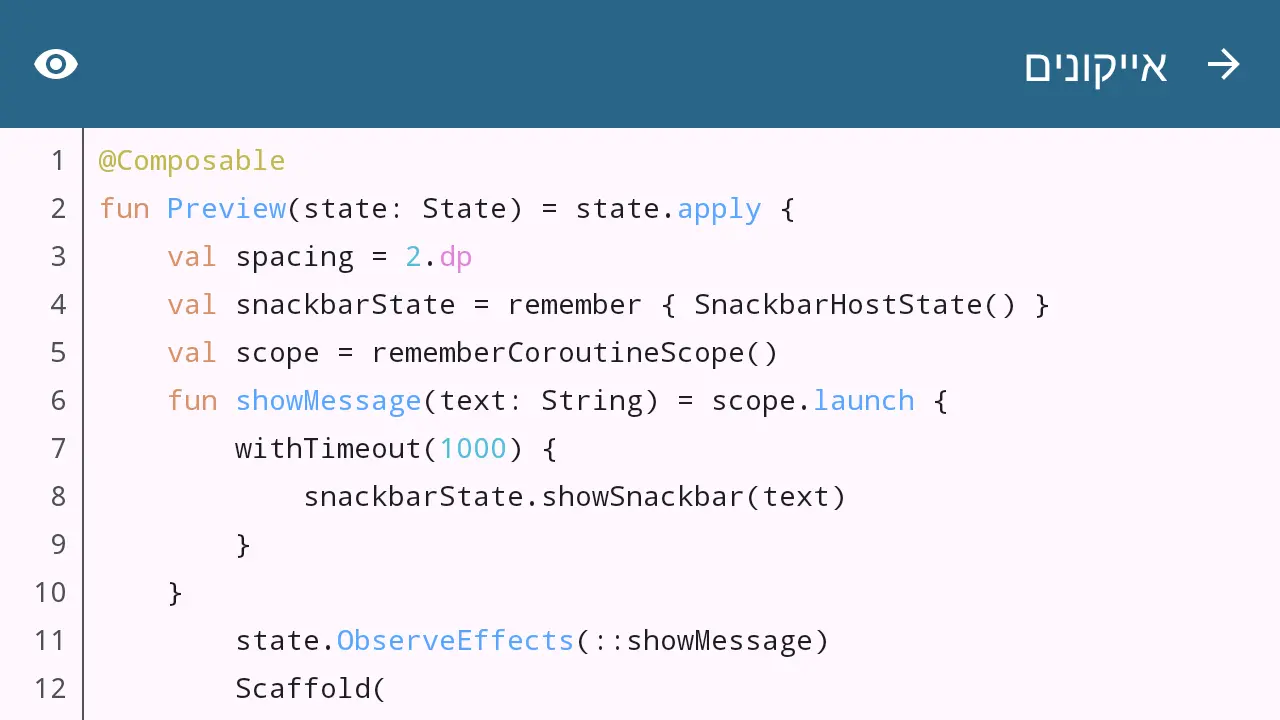 אייקונים
1 @Composable
2 fun Preview(state: State) = state.apply {
3     val spacing = 2.dp
4     val snackbarState = remember { SnackbarHostState() }
5     val scope = rememberCoroutineScope()
6     fun showMessage(text: String) = scope.launch {
7         withTimeout(1000) {
8             snackbarState.showSnackbar(text)
9         }
10     }
11         state.ObserveEffects(::showMessage)
12         Scaffold(